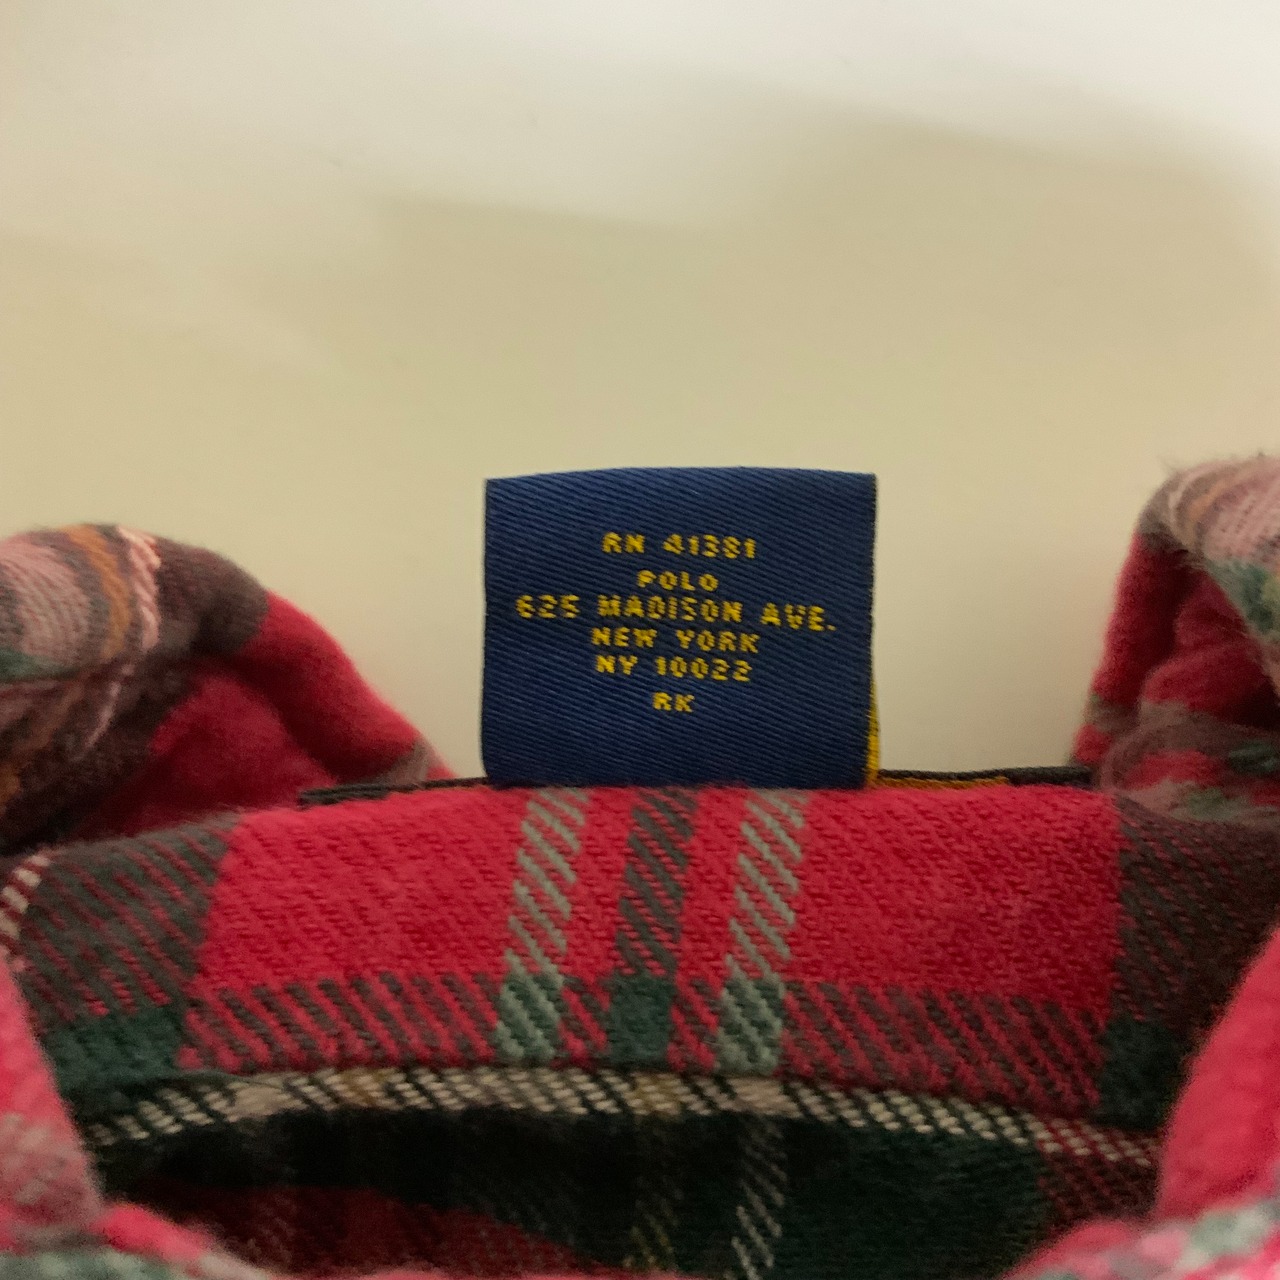 RN 41381
POLO
625 MADISON AVE.
NEW YORK
NY 10022
RK